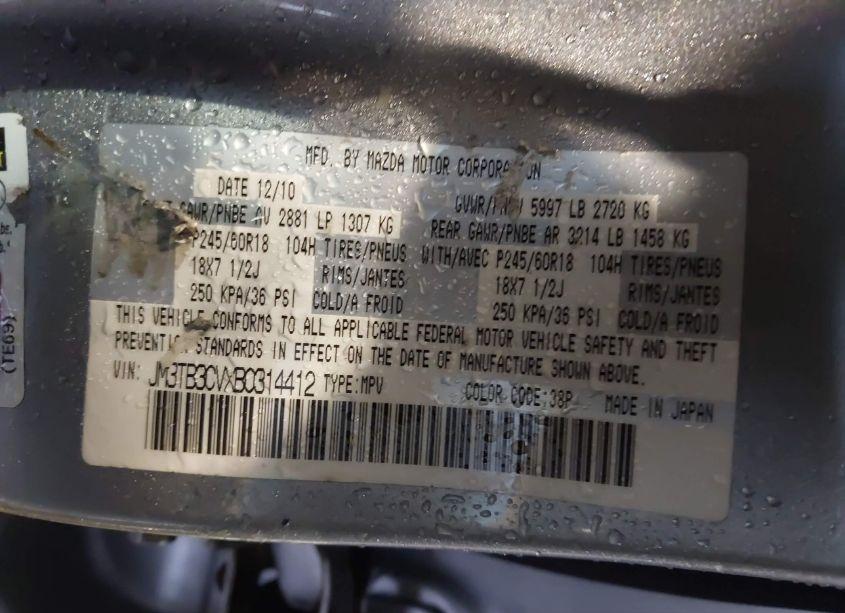 MFD. BY MAZDA MOTOR CORPORATION
DATE 12/10
GVWR/PNBV 5997 LB 2720 KG
GAWR/PNBE AV 2881 LP 1307 KG
REAR GAWR/PNBE AR 3214 LB 1458 KG
P245/60R18 104H TIRES/PNEUS WITH/AVEC P245/60R18 104H TIRES/PNEUS
18X7 1/2J RIMS/JANTES 18X7 1/2J RIMS/JANTES
250 KPA/36 PSI COLD/A FROID 250 KPA/36 PSI COLD/A FROID
THIS VEHICLE CONFORMS TO ALL APPLICABLE FEDERAL MOTOR VEHICLE SAFETY AND THEFT
PREVENTION STANDARDS IN EFFECT ON THE DATE OF MANUFACTURE SHOWN ABOVE.
VIN: JM3TB3CVXB0314412 TYPE:MPV COLOR CODE:38P MADE IN JAPAN
(TE09)